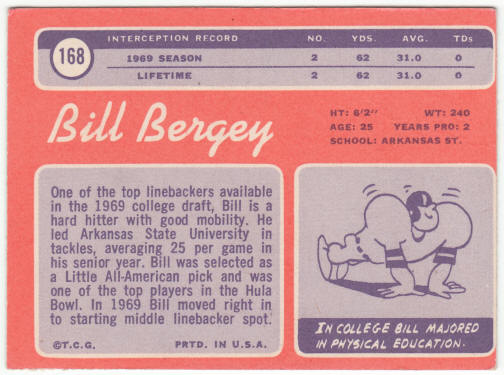 168
INTERCEPTION RECORD NO. YDS. AVG. TDs
1969 SEASON 2 62 31.0 0
LIFETIME 2 62 31.0 0
Bill Bergey
HT: 6/2" WT: 240
AGE: 25 YEARS PRO: 2
SCHOOL: ARKANSAS ST.
One of the top linebackers available
in the 1969 college draft, Bill is
a hard hitter with good mobility. He
led Arkansas State University in
tackles, averaging 25 per game in
his senior year. Bill was selected as
a Little All-American pick and was
one of the top players in the Hula
Bowl. In 1969 Bill moved right in
to starting middle linebacker spot.
©T.C.G. PRTD. IN U.S.A.
IN COLLEGE BILL MAJORED
IN PHYSICAL EDUCATION.